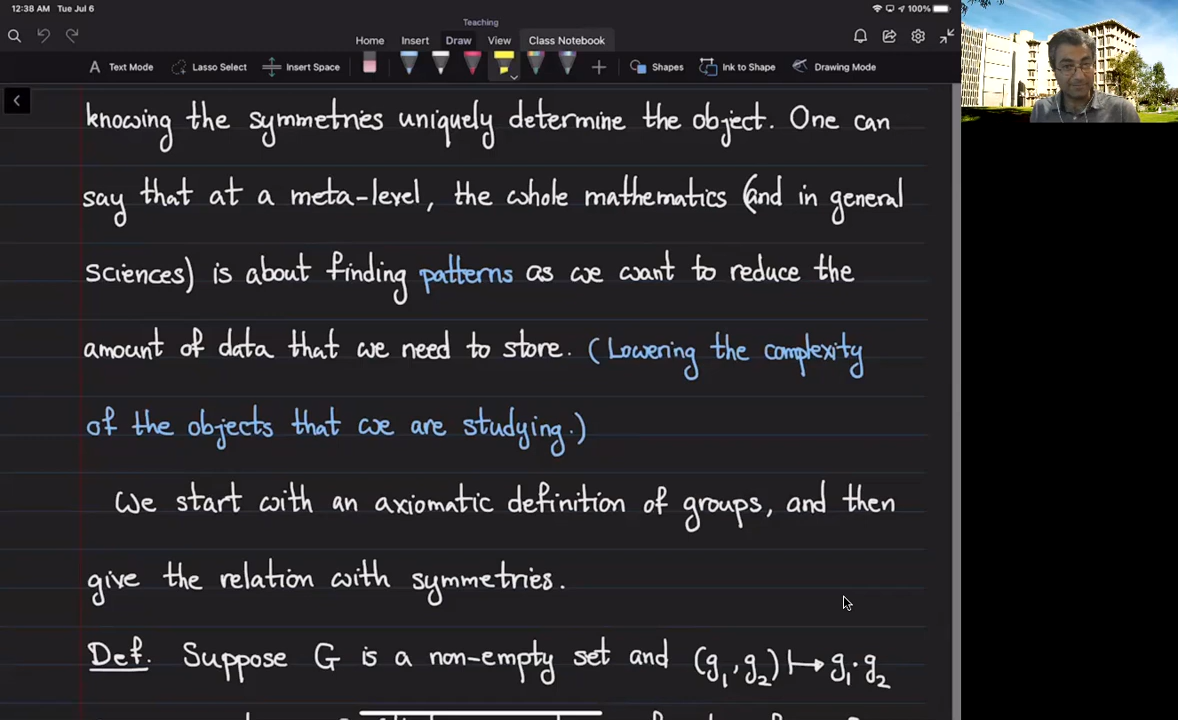 12:38 AM Tue Jul 6
100%
Teaching
Home Insert Draw View Class Notebook
A Text Mode Lasso Select Insert Space Shapes Ink to Shape Drawing Mode
knowing the symmetries uniquely determine the object. One can
say that at a meta-level, the whole mathematics (and in general
Sciences) is about finding patterns as we want to reduce the
amount of data that we need to store. (Lowering the complexity
of the objects that we are studying.)
We start with an axiomatic definition of groups, and then
give the relation with symmetries.
Def. Suppose G is a non-empty set and (g₁,g₂)↦g₁·g₂